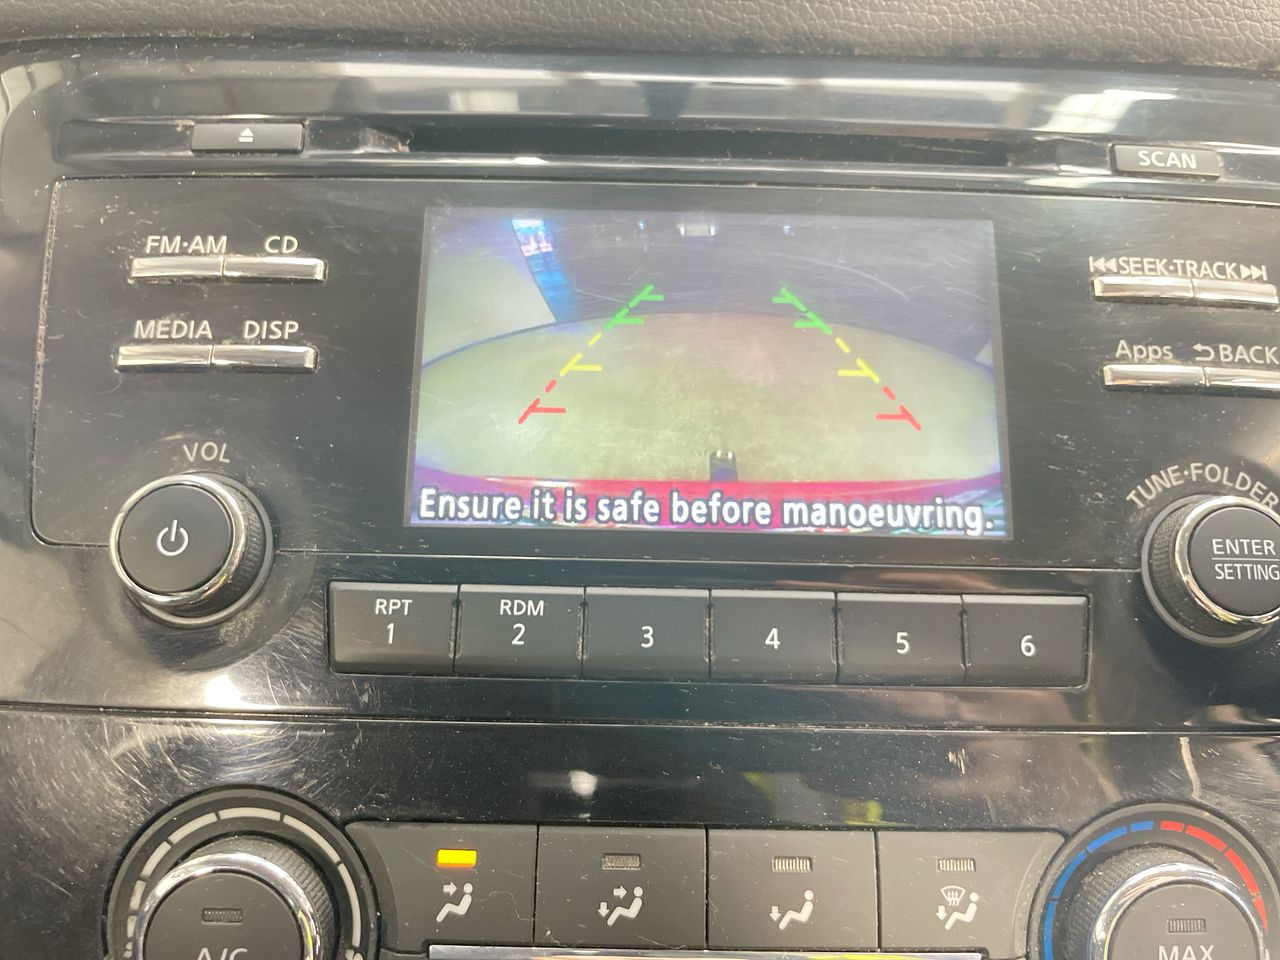 SCAN
FM·AM CD
MEDIA DISP
SEEK·TRACK
Apps BACK
VOL
TUNE·FOLDER
ENTER
SETTING
Ensure it is safe before manoeuvring.
RPT
1
RDM
2
3
4
5
6
A/C
MAX